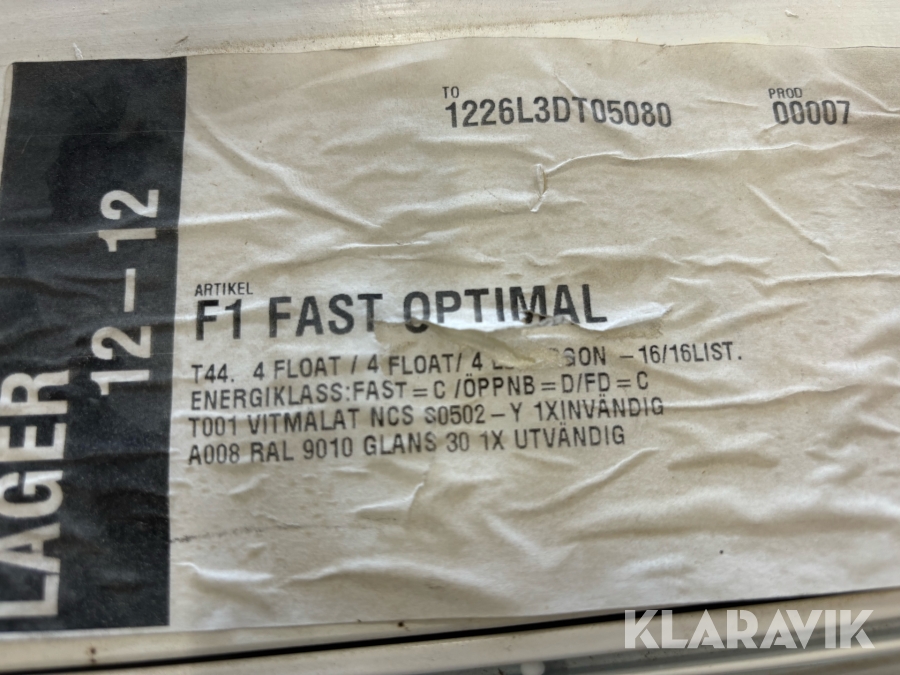 LAGER
12-12
TO
1226L3DT05080
PROD
00007
ARTIKEL
F1 FAST OPTIMAL
T44. 4 FLOAT / 4 FLOAT/ 4 -16/16LIST.
ENERGIKLASS:FAST=C /ÖPPNB=D/FD=C
T001 VITMALAT NCS S0502-Y 1XINVÄNDIG
A008 RAL 9010 GLANS 30 1X UTVÄNDIG
KLARAVIK